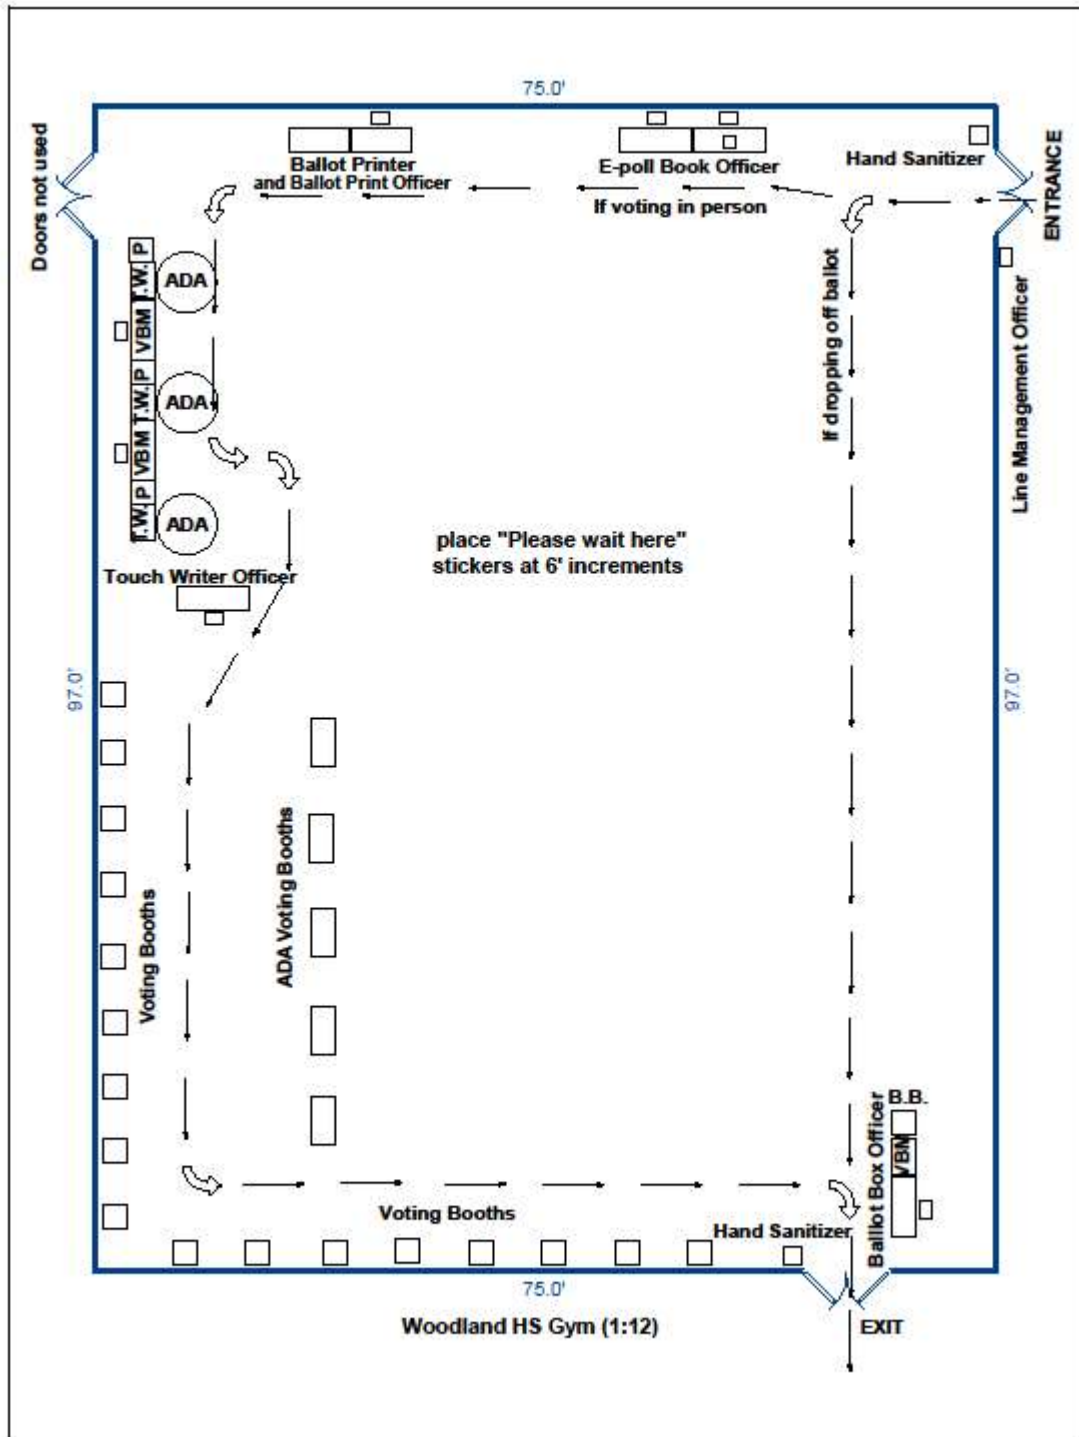 75.0'
Doors not used
Ballot Printer
and Ballot Print Officer
E-poll Book Officer
Hand Sanitizer
ENTRANCE
If voting in person
If dropping off ballot
Line Management Officer
P
T.W.
ADA
VBM
P
T.W.
ADA
VBM
P
T.W.
ADA
Touch Writer Officer
place "Please wait here"
stickers at 6' increments
97.0'
97.0'
Voting Booths
ADA Voting Booths
B.B.
VBM
Balllot Box Officer
Voting Booths
Hand Sanitizer
75.0'
EXIT
Woodland HS Gym (1:12)